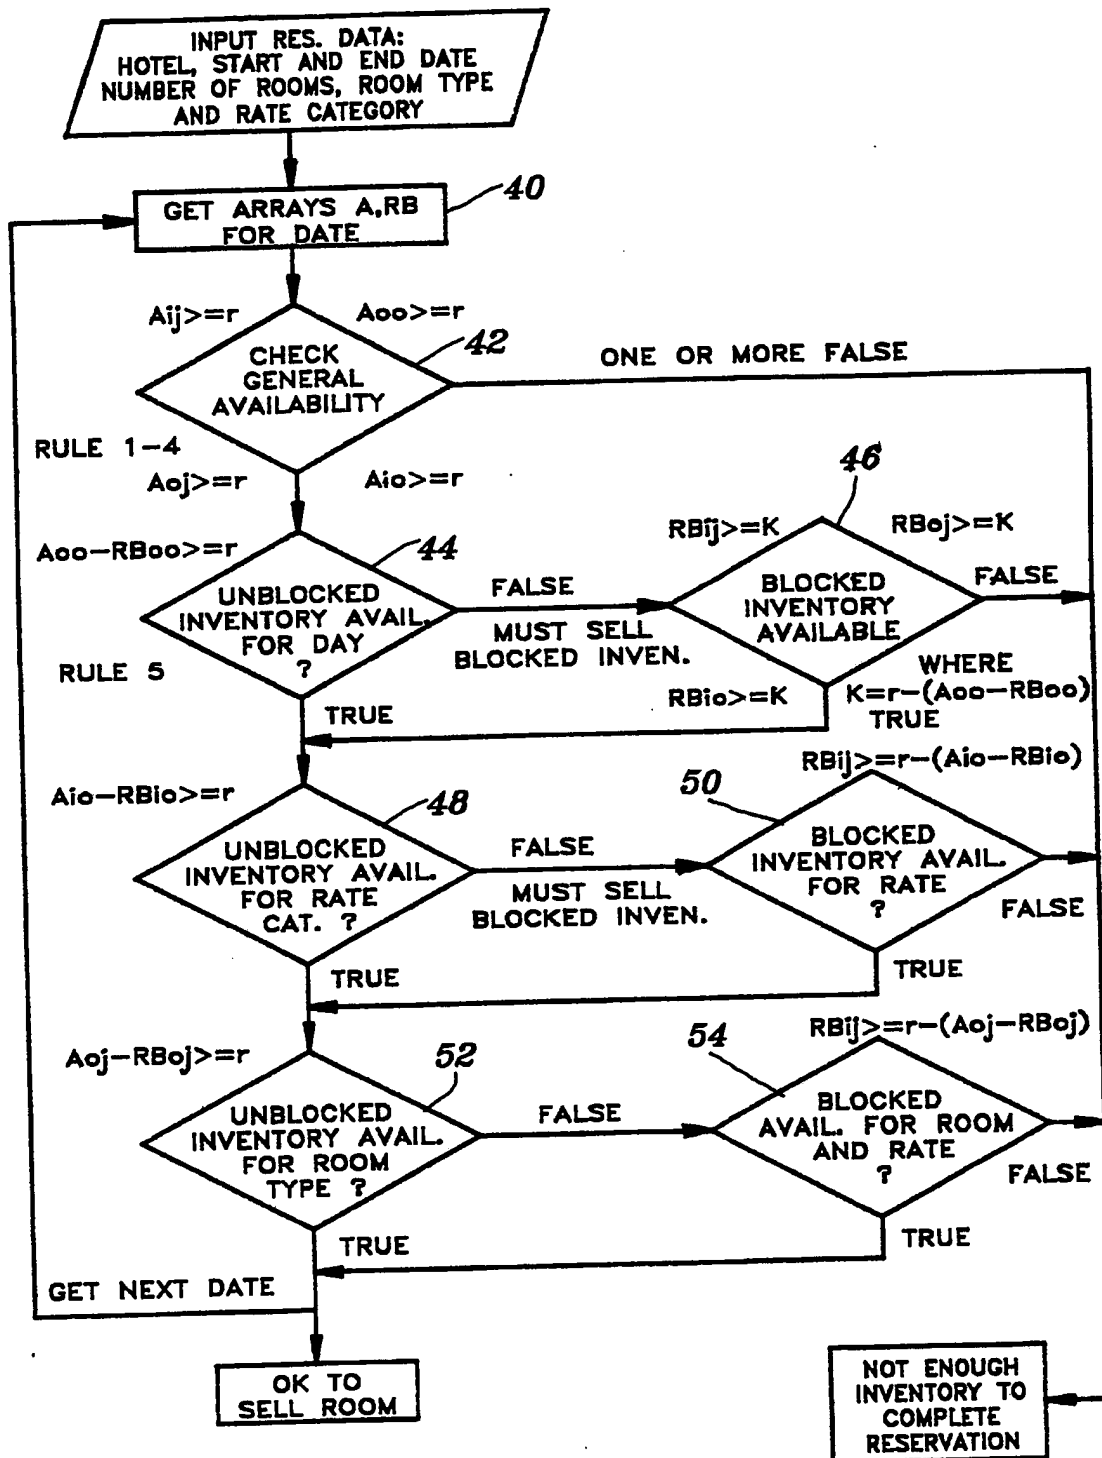 INPUT RES. DATA:
HOTEL, START AND END DATE
NUMBER OF ROOMS, ROOM TYPE
AND RATE CATEGORY
40
GET ARRAYS A,RB
FOR DATE
Aij>=r
Aoo>=r
42
CHECK
GENERAL
AVAILABILITY
ONE OR MORE FALSE
RULE 1-4
Aoj>=r
Aio>=r
46
RBij>=K
RBoj>=K
Aoo-RBoo>=r
44
UNBLOCKED
INVENTORY AVAIL.
FOR DAY
?
FALSE
MUST SELL
BLOCKED INVEN.
BLOCKED
INVENTORY
AVAILABLE
FALSE
RULE 5
RBio>=K
WHERE
K=r-(Aoo-RBoo)
TRUE
TRUE
RBij>=r-(Aio-RBio)
Aio-RBio>=r
48
50
UNBLOCKED
INVENTORY AVAIL.
FOR RATE
CAT. ?
FALSE
MUST SELL
BLOCKED INVEN.
BLOCKED
INVENTORY AVAIL.
FOR RATE
?
FALSE
TRUE
TRUE
RBij>=r-(Aoj-RBoj)
Aoj-RBoj>=r
52
54
UNBLOCKED
INVENTORY AVAIL.
FOR ROOM
TYPE ?
FALSE
BLOCKED
AVAIL. FOR ROOM
AND RATE
?
FALSE
TRUE
TRUE
GET NEXT DATE
OK TO
SELL ROOM
NOT ENOUGH
INVENTORY TO
COMPLETE
RESERVATION